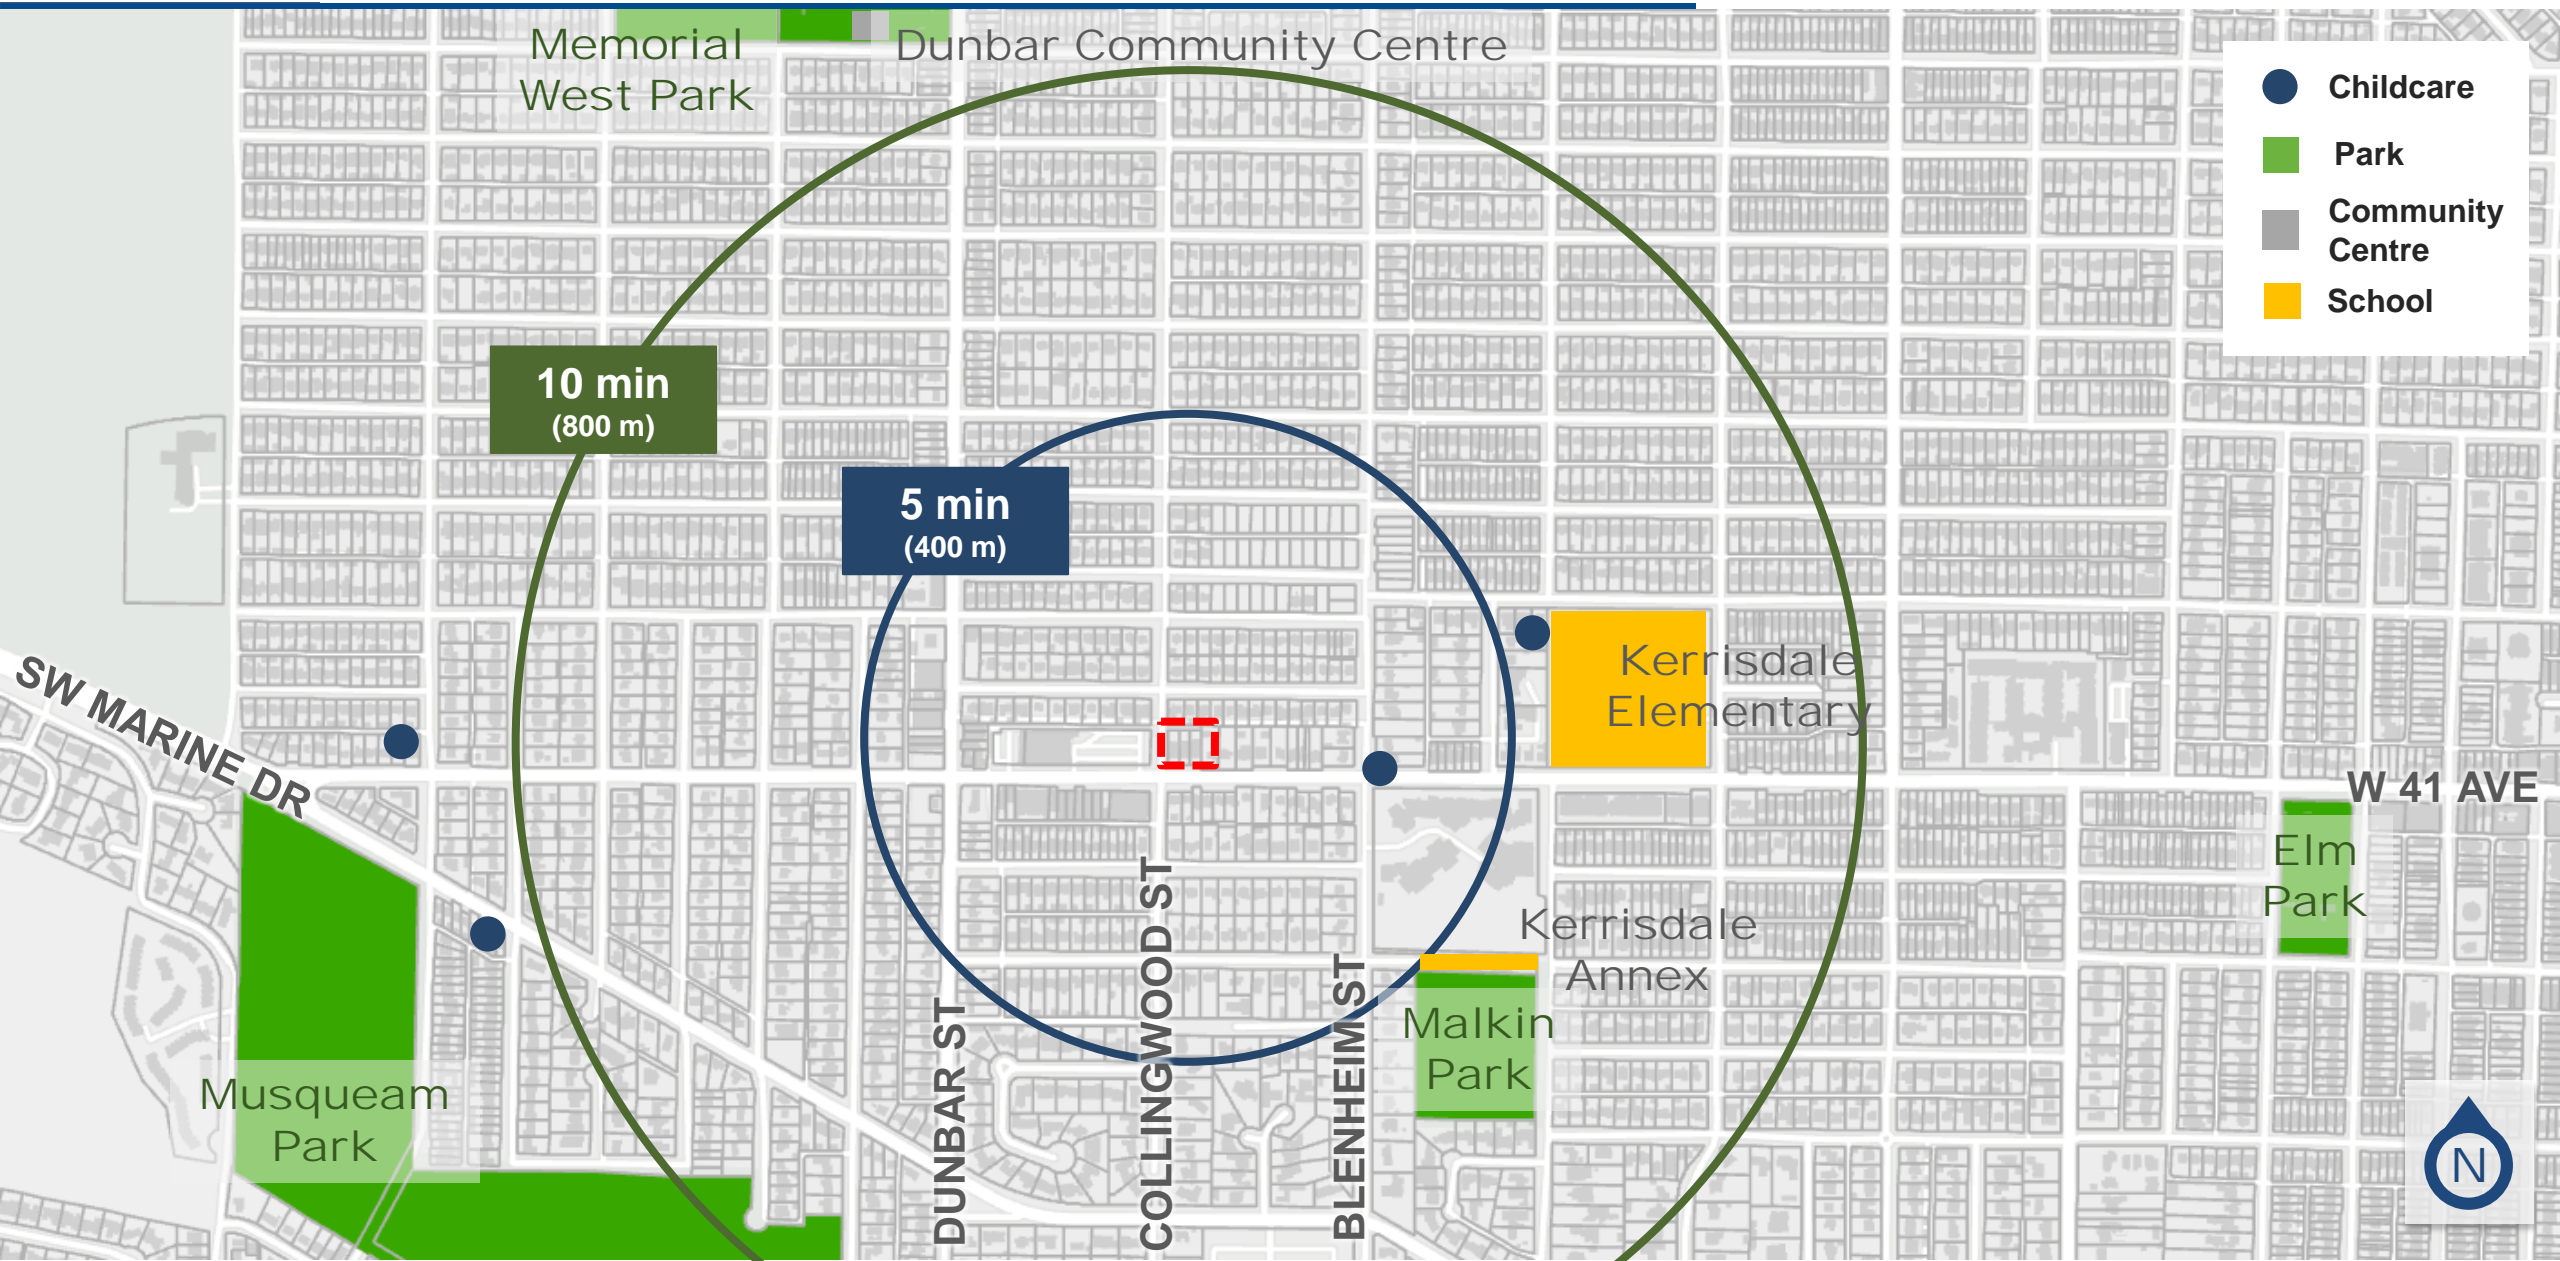 Memorial
West Park
Dunbar Community Centre
Childcare
Park
Community
Centre
School
10 min
(800 m)
5 min
(400 m)
Kerrisdale
Elementary
SW MARINE DR
W 41 AVE
Elm
Park
Kerrisdale
Annex
Malkin
Park
Musqueam
Park
DUNBAR ST
COLLINGWOOD ST
BLENHEIM ST
N